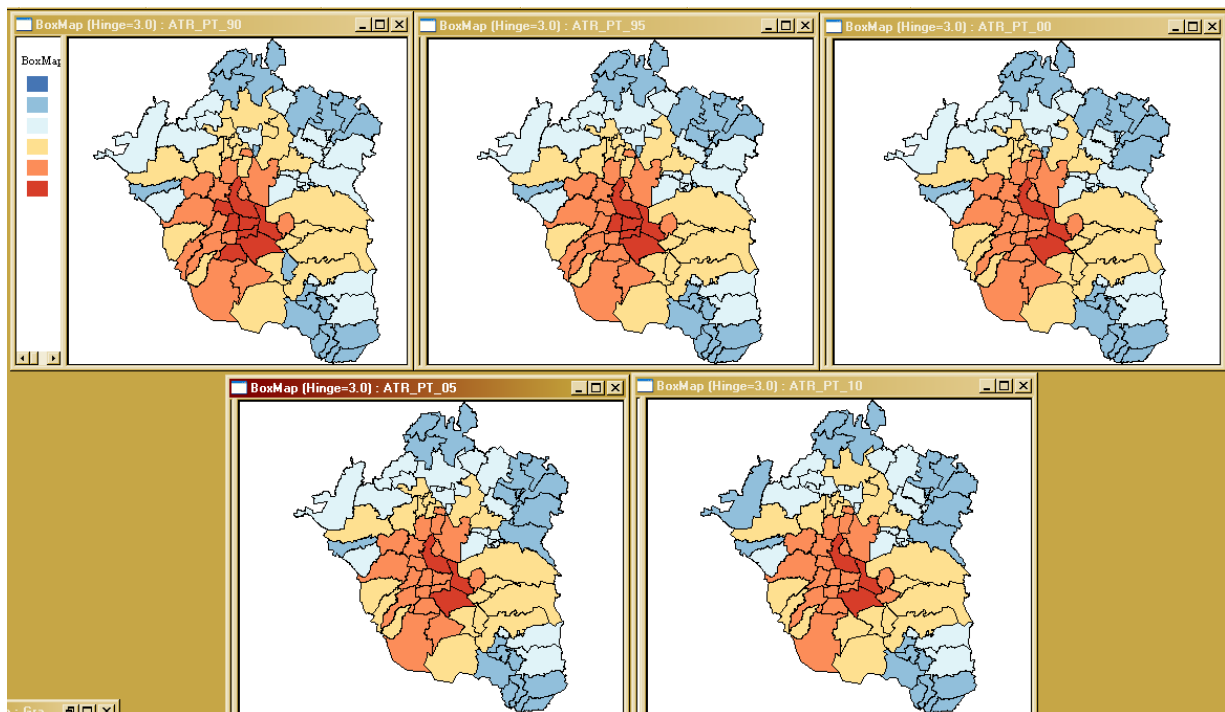 BoxMap (Hinge=3.0) : ATR_PT_90
BoxMap (Hinge=3.0) : ATR_PT_95
BoxMap (Hinge=3.0) : ATR_PT_00
BoxMap
BoxMap (Hinge=3.0) : ATR_PT_05
BoxMap (Hinge=3.0) : ATR_PT_10